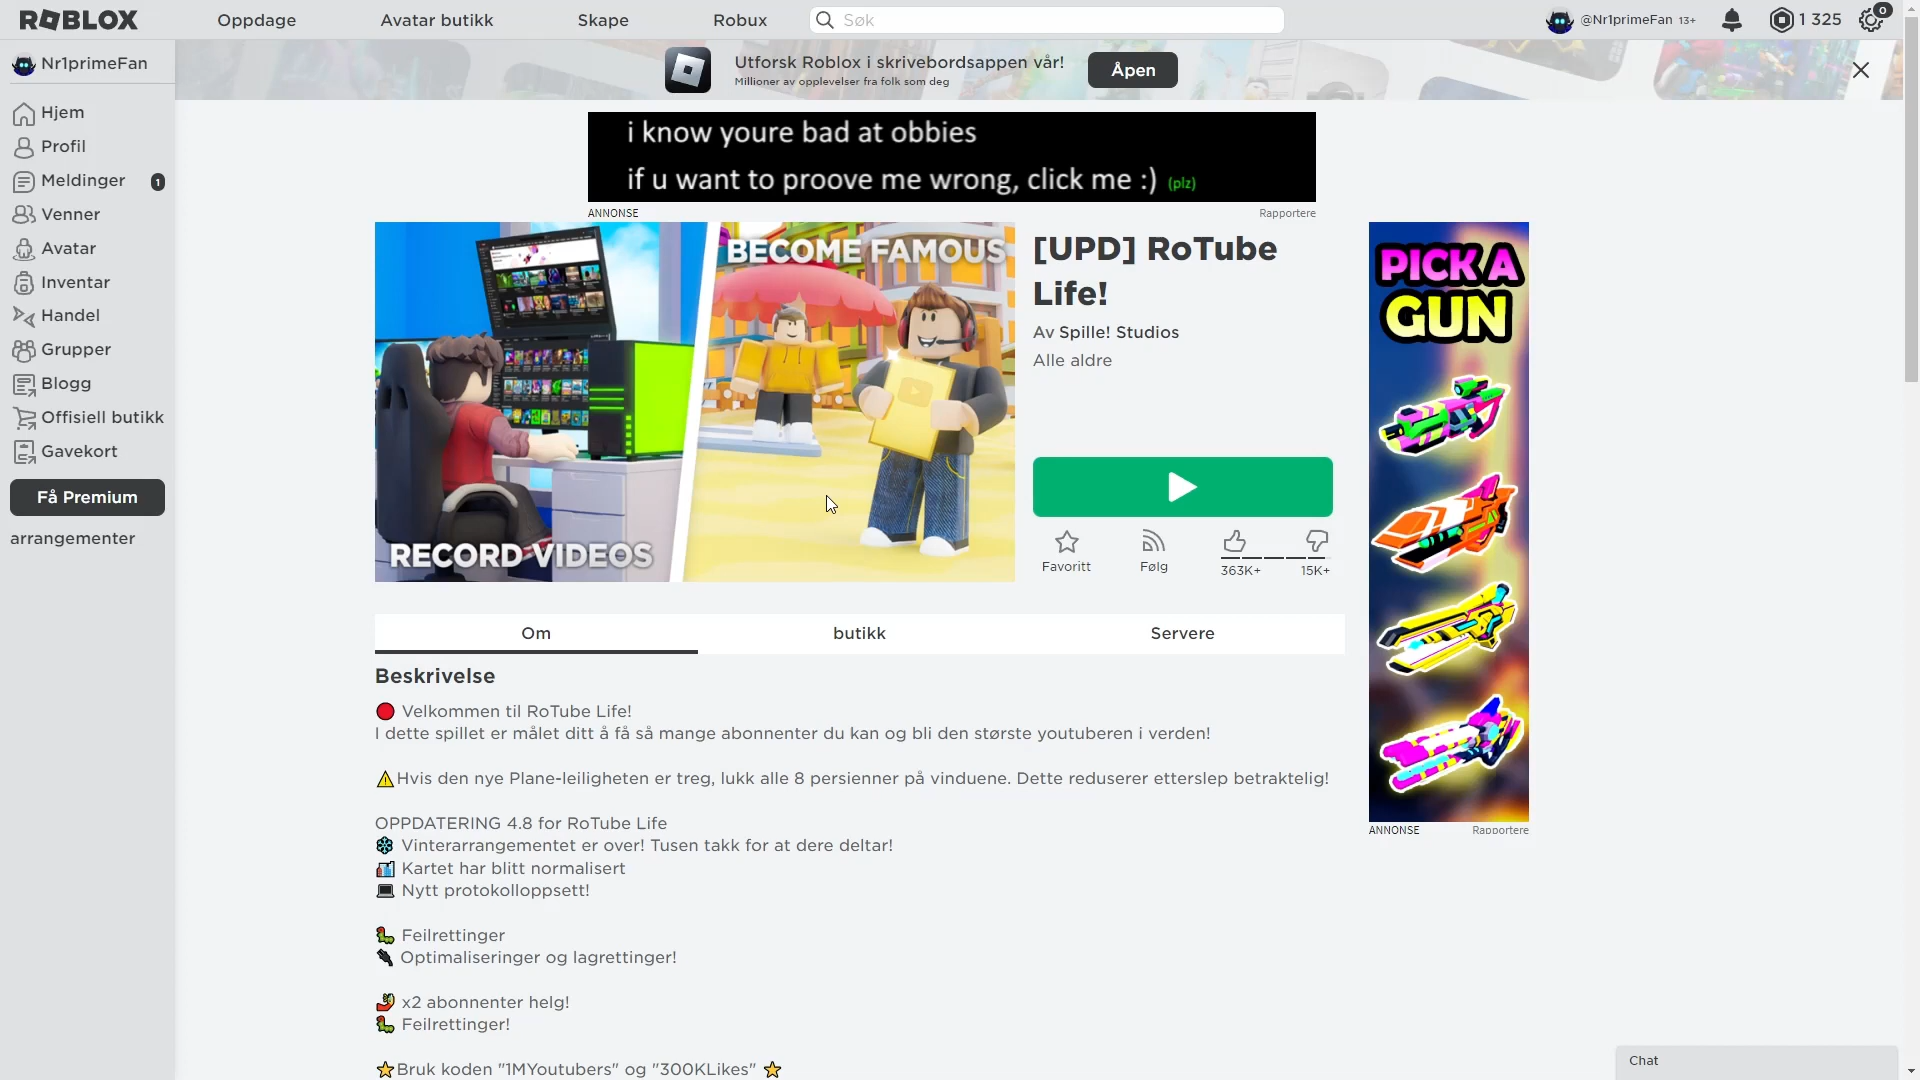 ROBLOX
Oppdage
Avatar butikk
Skape
Robux
Søk
@Nr1primeFan 13+
1 325
0
Nr1primeFan
Hjem
Profil
Meldinger
1
Venner
Avatar
Inventar
Handel
Grupper
Blogg
Offisiell butikk
Gavekort
Få Premium
arrangementer
Utforsk Roblox i skrivebordsappen vår!
Millioner av opplevelser fra folk som deg
Åpen
i know youre bad at obbies
if u want to proove me wrong, click me :) (plz)
ANNONSE
Rapportere
BECOME FAMOUS
RECORD VIDEOS
[UPD] RoTube
Life!
Av Spille! Studios
Alle aldre
Favoritt
Følg
363K+
15K+
PICK A
GUN
ANNONSE
Rapportere
Om
butikk
Servere
Beskrivelse
Velkommen til RoTube Life!
I dette spillet er målet ditt å få så mange abonnenter du kan og bli den største youtuberen i verden!
Hvis den nye Plane-leiligheten er treg, lukk alle 8 persienner på vinduene. Dette reduserer etterslep betraktelig!
OPPDATERING 4.8 for RoTube Life
Vinterarrangementet er over! Tusen takk for at dere deltar!
Kartet har blitt normalisert
Nytt protokolloppsett!
Feilrettinger
Optimaliseringer og lagrettinger!
x2 abonnenter helg!
Feilrettinger!
Bruk koden "1MYoutubers" og "300KLikes"
Chat